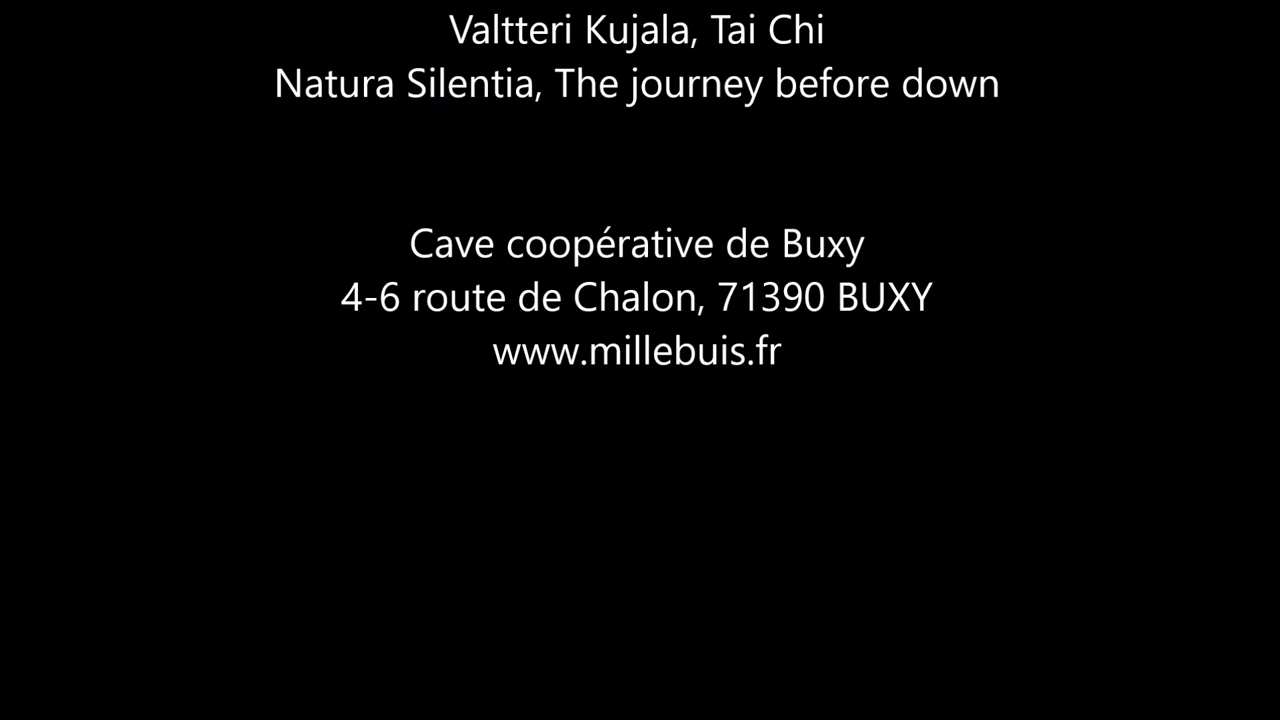 Valtteri Kujala, Tai Chi
Natura Silentia, The journey before down
Cave coopérative de Buxy
4-6 route de Chalon, 71390 BUXY
www.millebuis.fr